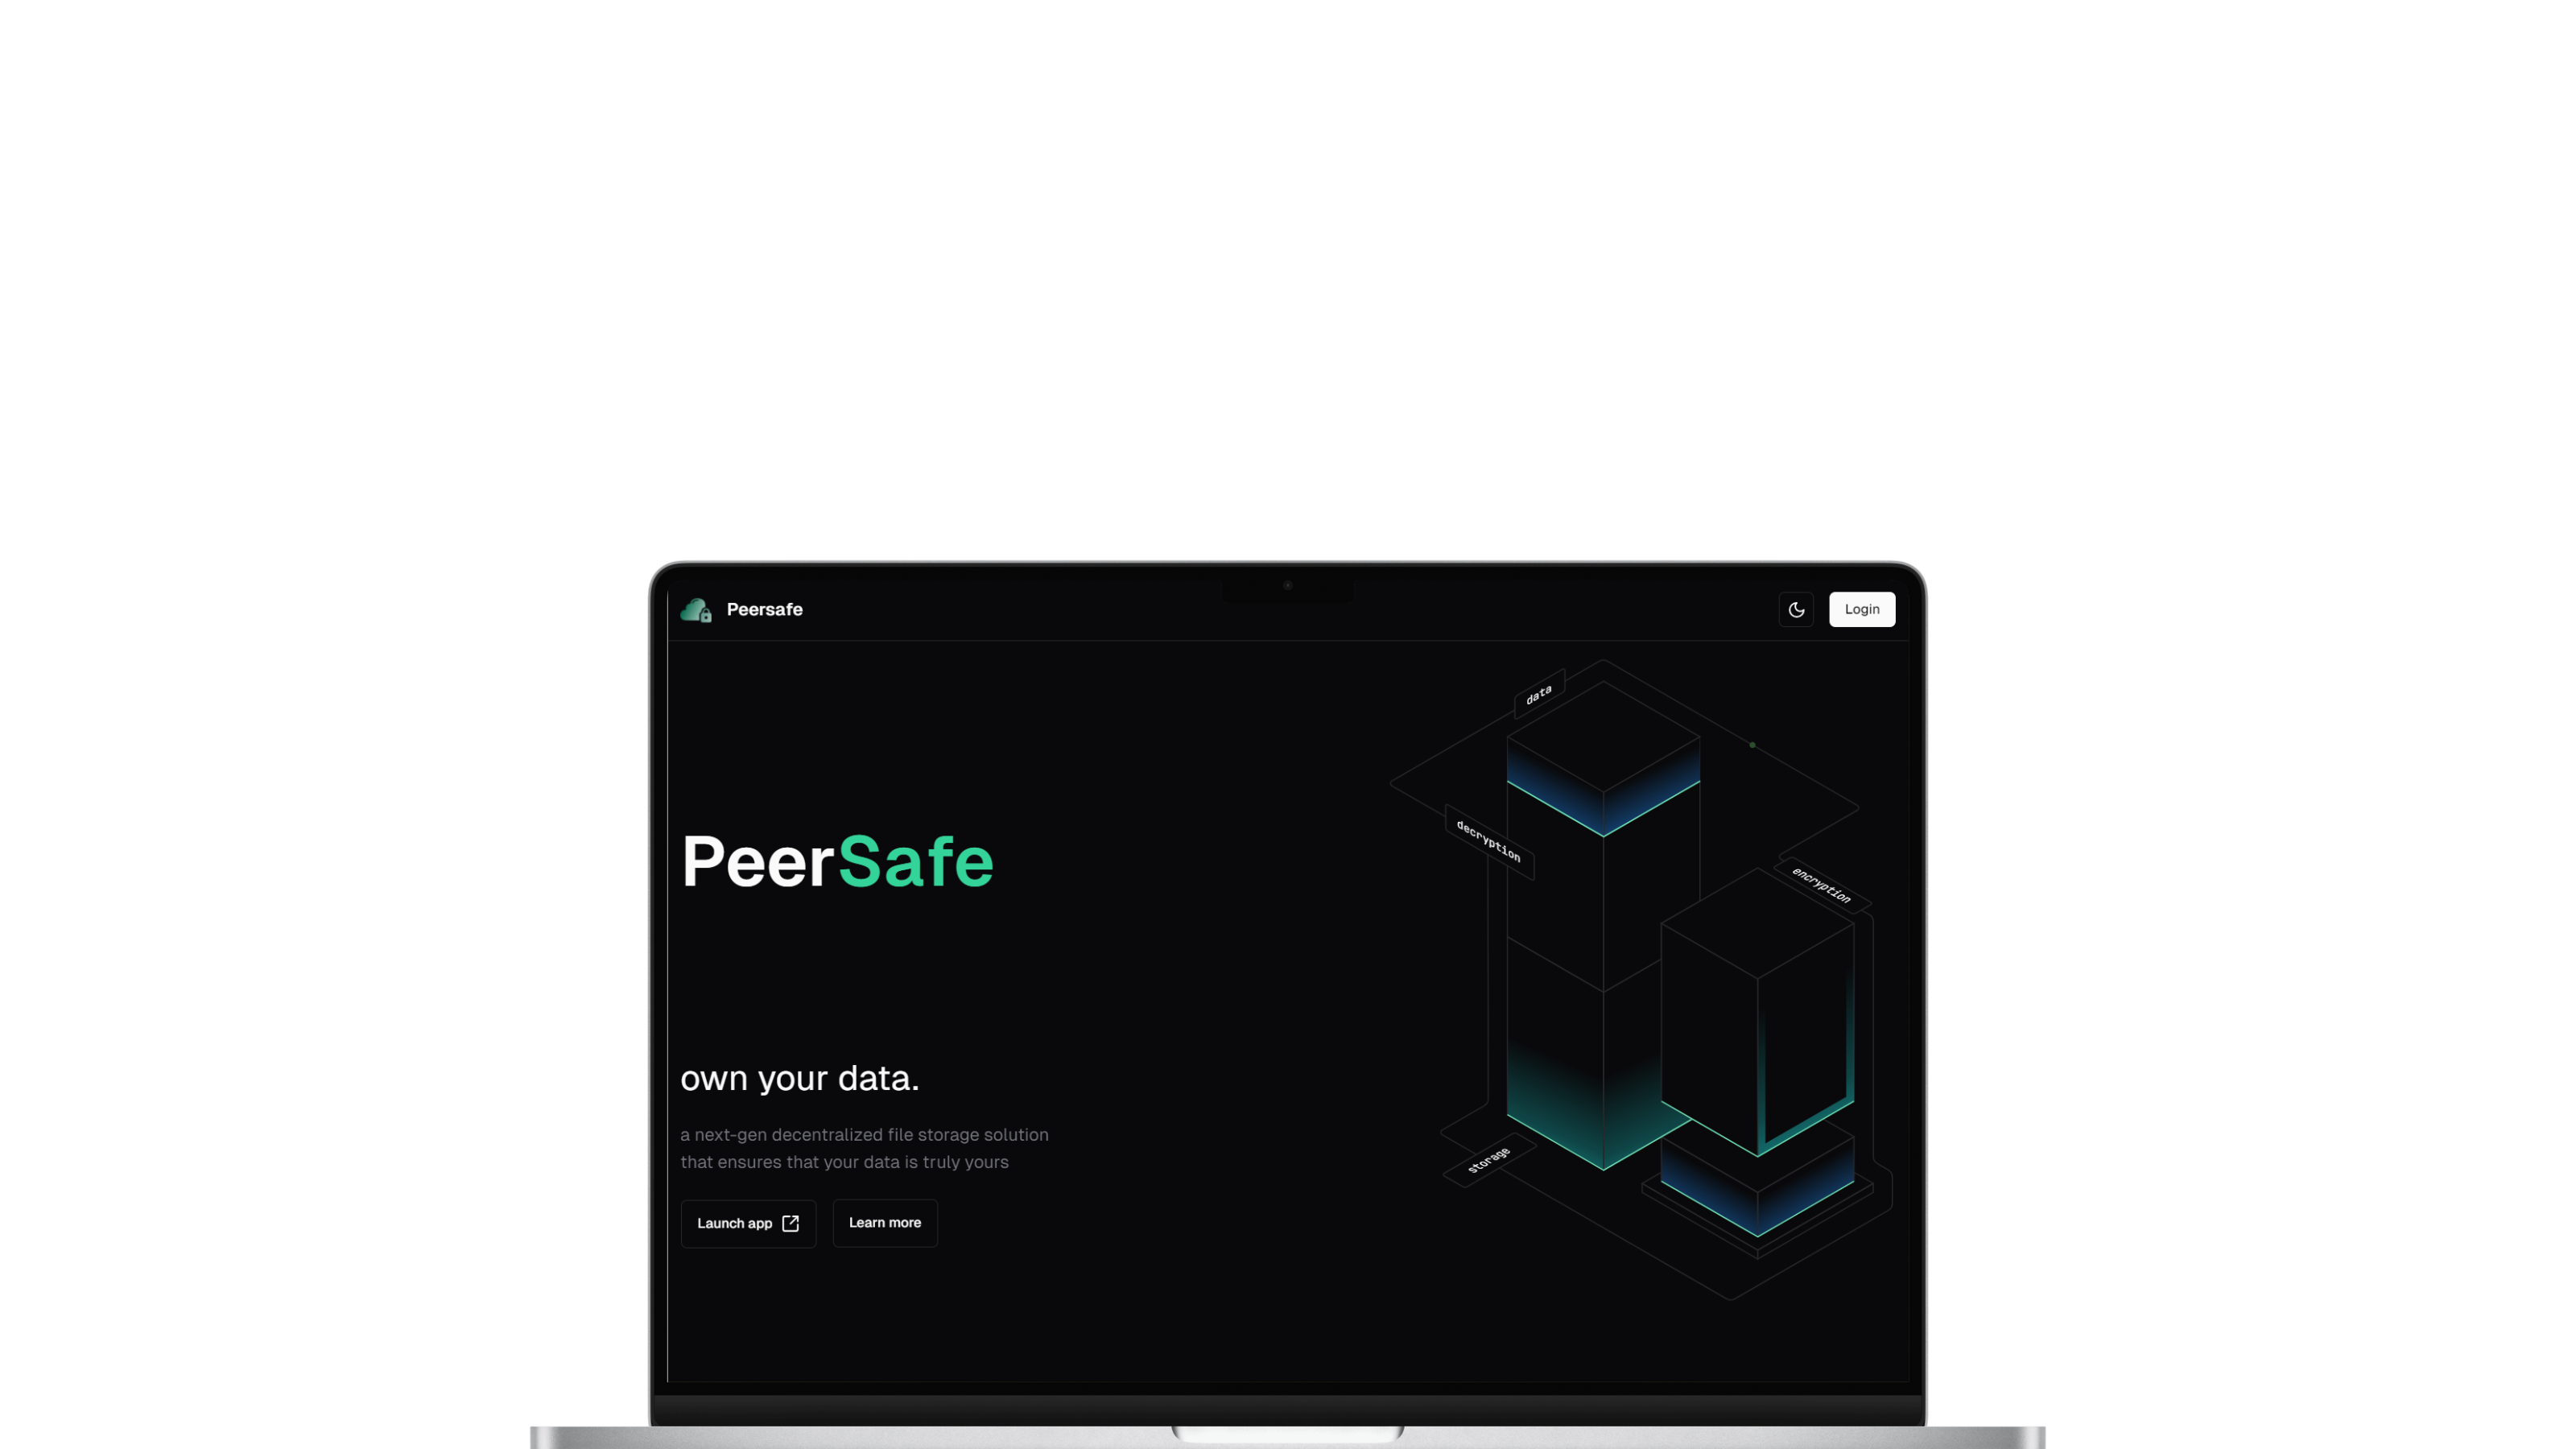 Peersafe
Login
data
decryption
encryption
PeerSafe
own your data.
a next-gen decentralized file storage solution
that ensures that your data is truly yours
storage
Launch app
Learn more